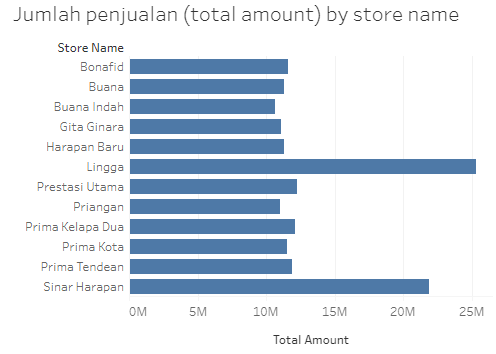 Jumlah penjualan (total amount) by store name
Store Name
Bonafid
Buana
Buana Indah
Gita Ginara
Harapan Baru
Lingga
Prestasi Utama
Priangan
Prima Kelapa Dua
Prima Kota
Prima Tendean
Sinar Harapan
0M 5M 10M 15M 20M 25M
Total Amount